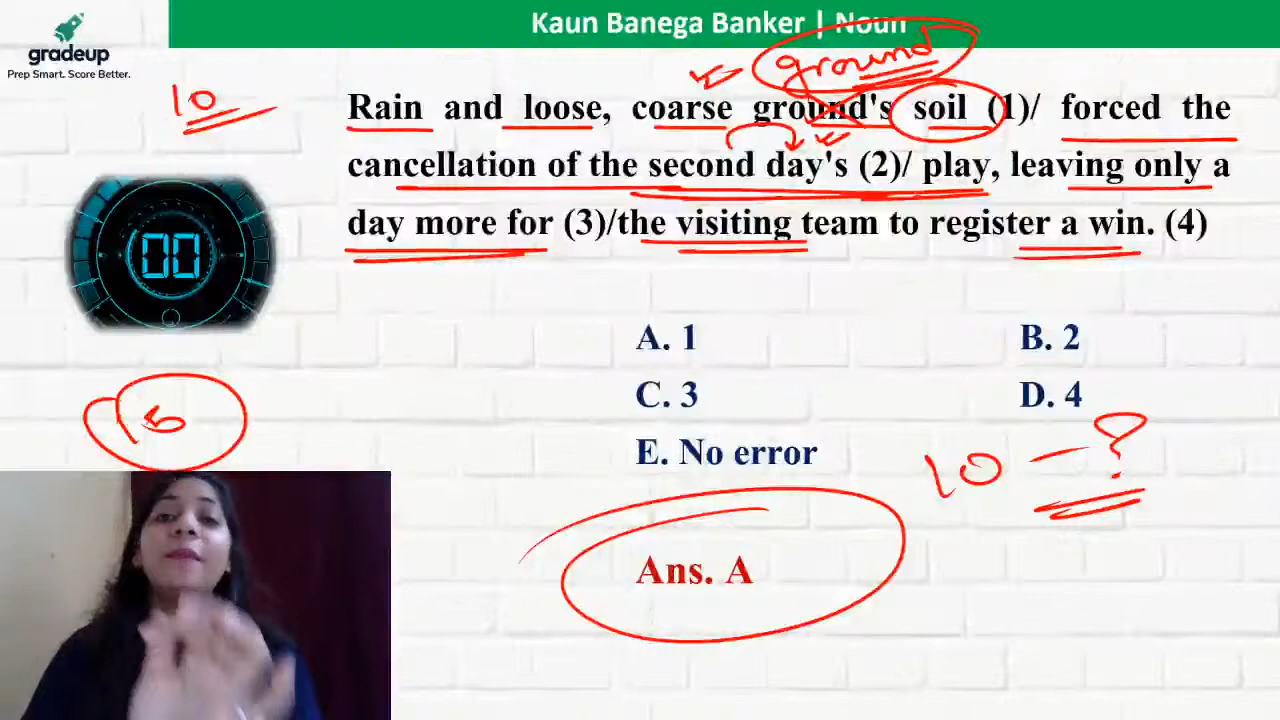 Kaun Banega Banker | Noun
gradeup
Prep Smart. Score Better.
ground
10
Rain and loose, coarse ground's soil (1)/ forced the
cancellation of the second day's (2)/ play, leaving only a
day more for (3)/the visiting team to register a win. (4)
00
A. 1
B. 2
C. 3
D. 4
15
E. No error
10 – ?
Ans. A